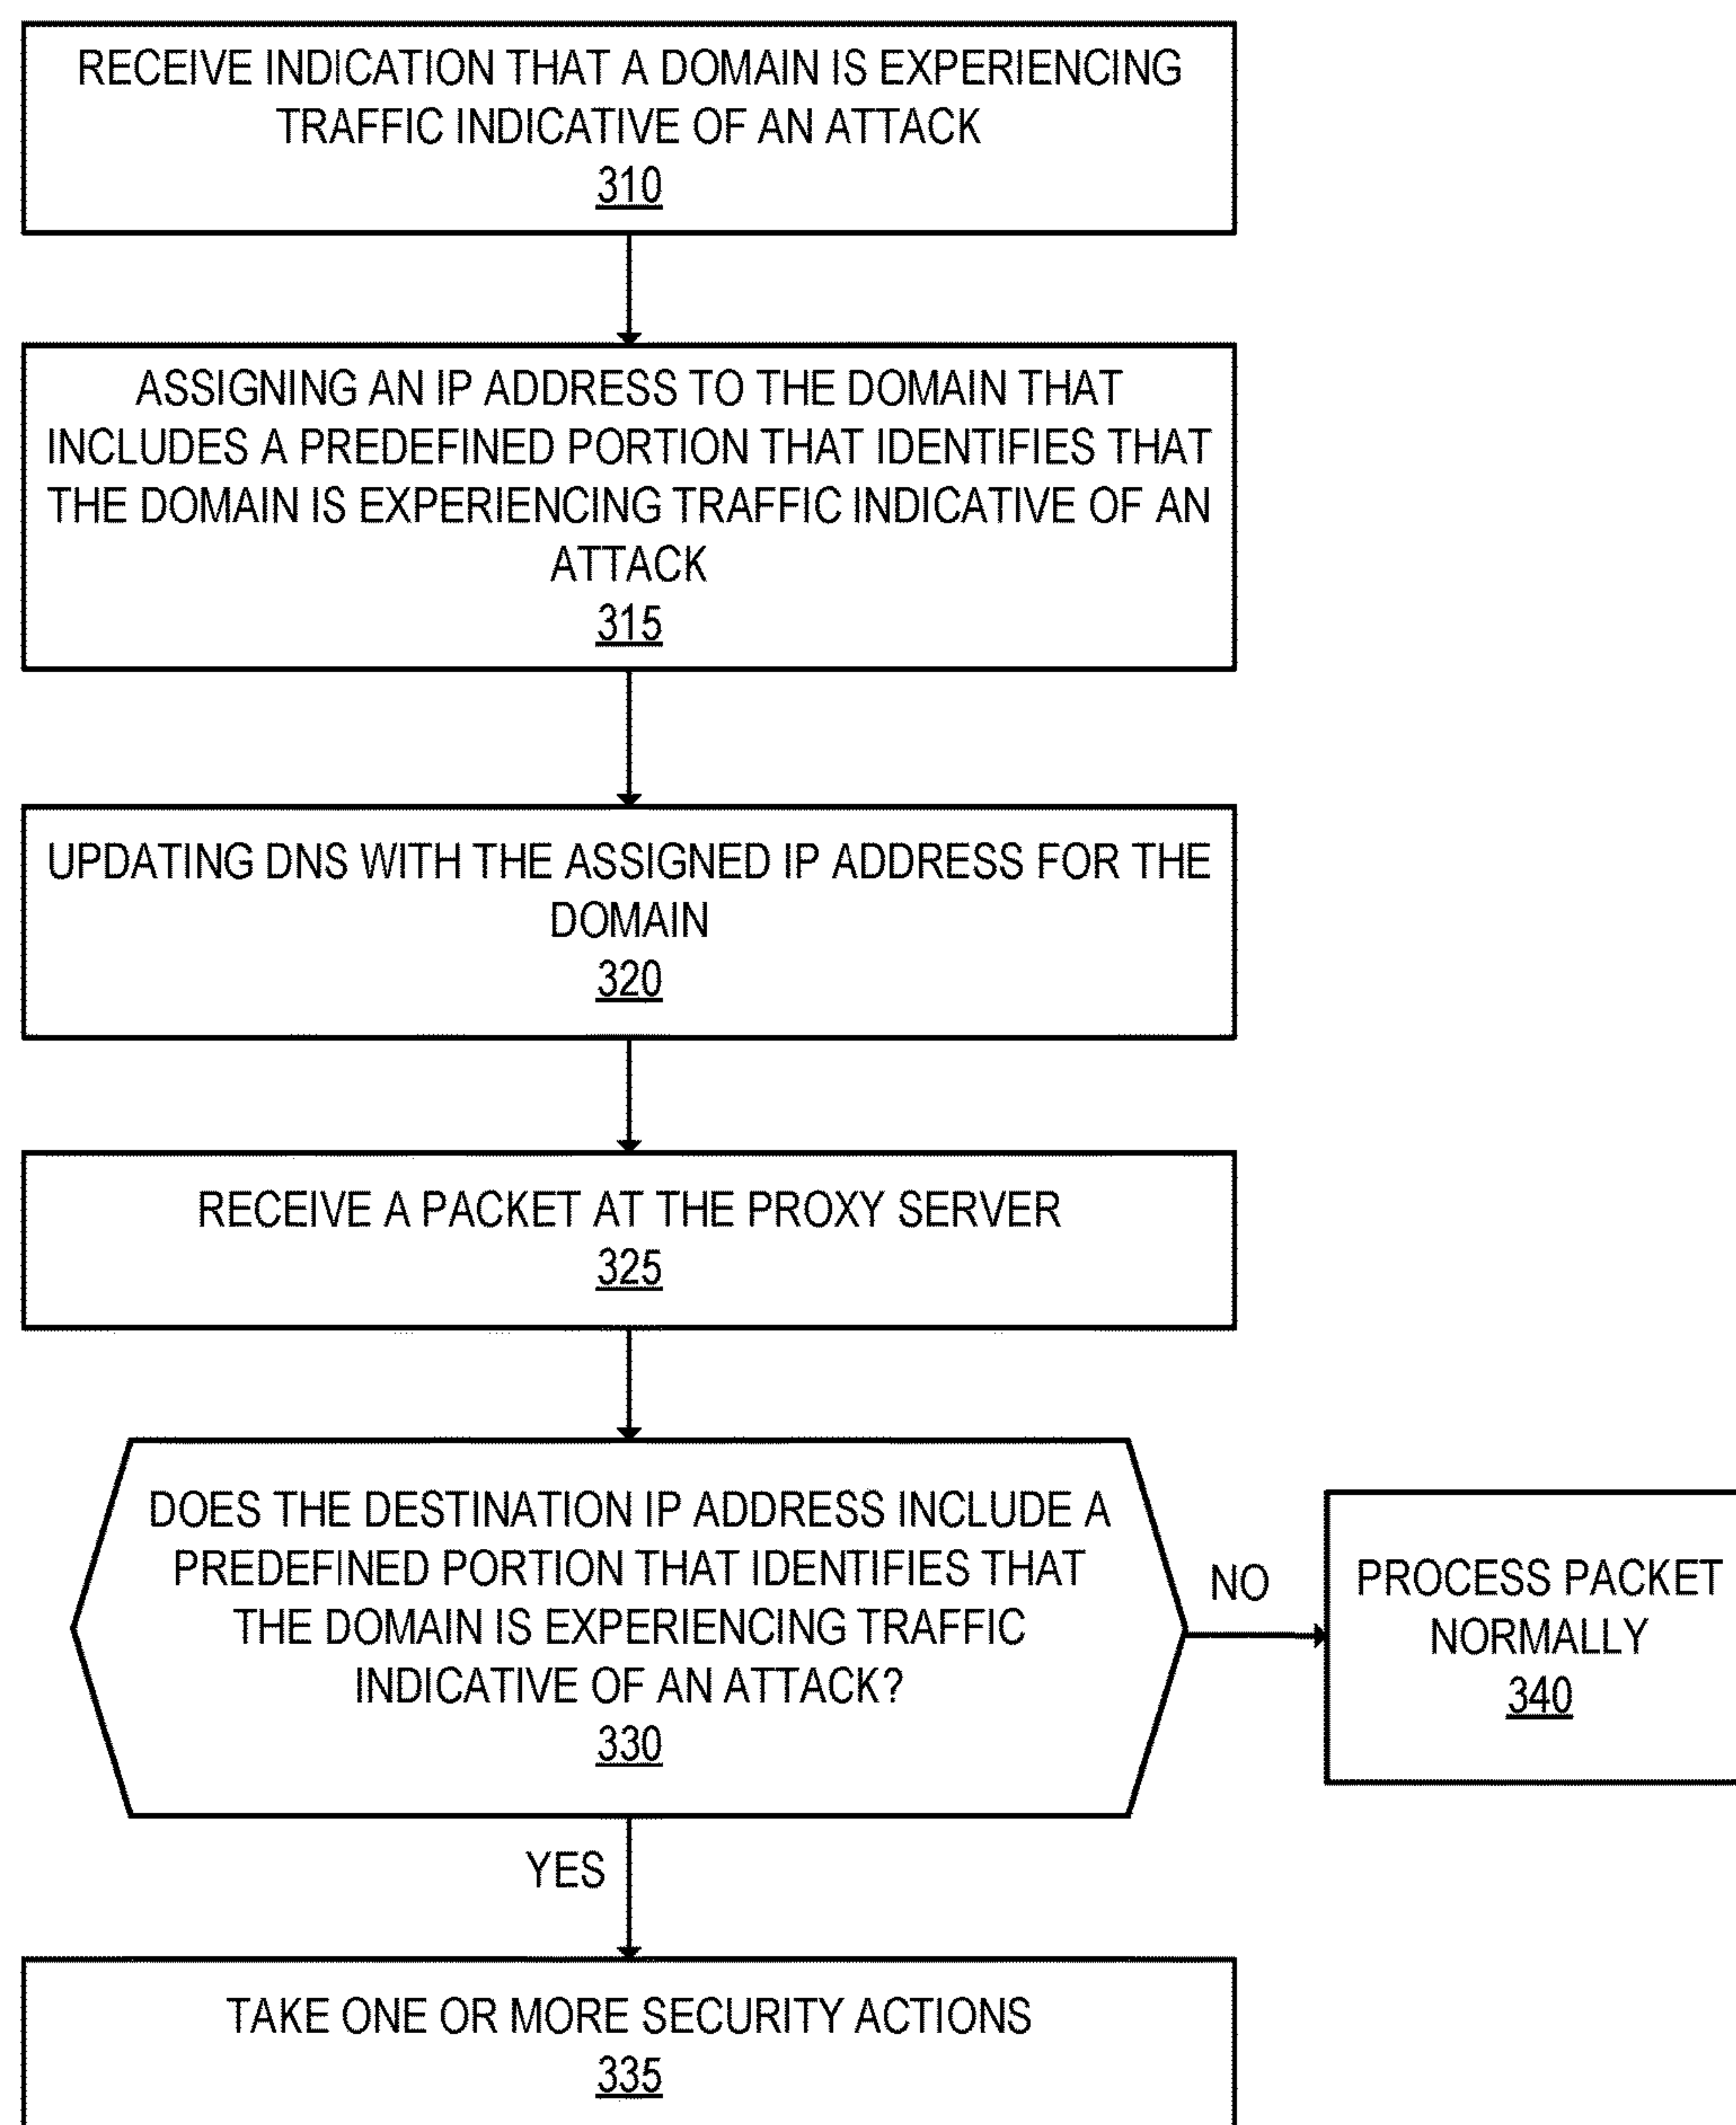 RECEIVE INDICATION THAT A DOMAIN IS EXPERIENCING
TRAFFIC INDICATIVE OF AN ATTACK
310
ASSIGNING AN IP ADDRESS TO THE DOMAIN THAT
INCLUDES A PREDEFINED PORTION THAT IDENTIFIES THAT
THE DOMAIN IS EXPERIENCING TRAFFIC INDICATIVE OF AN
ATTACK
315
UPDATING DNS WITH THE ASSIGNED IP ADDRESS FOR THE
DOMAIN
320
RECEIVE A PACKET AT THE PROXY SERVER
325
DOES THE DESTINATION IP ADDRESS INCLUDE A
PREDEFINED PORTION THAT IDENTIFIES THAT
THE DOMAIN IS EXPERIENCING TRAFFIC
INDICATIVE OF AN ATTACK?
330
NO
PROCESS PACKET
NORMALLY
340
YES
TAKE ONE OR MORE SECURITY ACTIONS
335